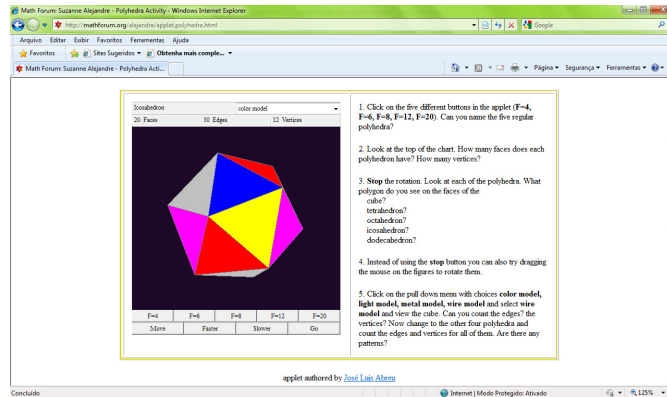 Math Forum: Suzanne Alejandre - Polyhedra Activity - Windows Internet Explorer
http://mathforum.org/alejandre/applet.polyhedra.html
Google
Arquivo Editar Exibir Favoritos Ferramentas Ajuda
Favoritos Sites Sugeridos Obtenha mais comple...
Math Forum: Suzanne Alejandre - Polyhedra Acti...
Página Segurança Ferramentas
Icosahedron color model
20 Faces 30 Edges 12 Vertices
F=4 F=6 F=8 F=12 F=20
Move Faster Slower Go
1. Click on the five different buttons in the applet (F=4,
F=6, F=8, F=12, F=20). Can you name the five regular
polyhedra?
2. Look at the top of the chart. How many faces does each
polyhedron have? How many vertices?
3. Stop the rotation. Look at each of the polyhedra. What
polygon do you see on the faces of the
cube?
tetrahedron?
octahedron?
icosahedron?
dodecahedron?
4. Instead of using the stop button you can also try dragging
the mouse on the figures to rotate them.
5. Click on the pull down menu with choices color model,
light model, metal model, wire model and select wire
model and view the cube. Can you count the edges? the
vertices? Now change to the other four polyhedra and
count the edges and vertices for all of them. Are there any
patterns?
applet authored by José Luis Abreu
Concluído
Internet | Modo Protegido: Ativado
125%